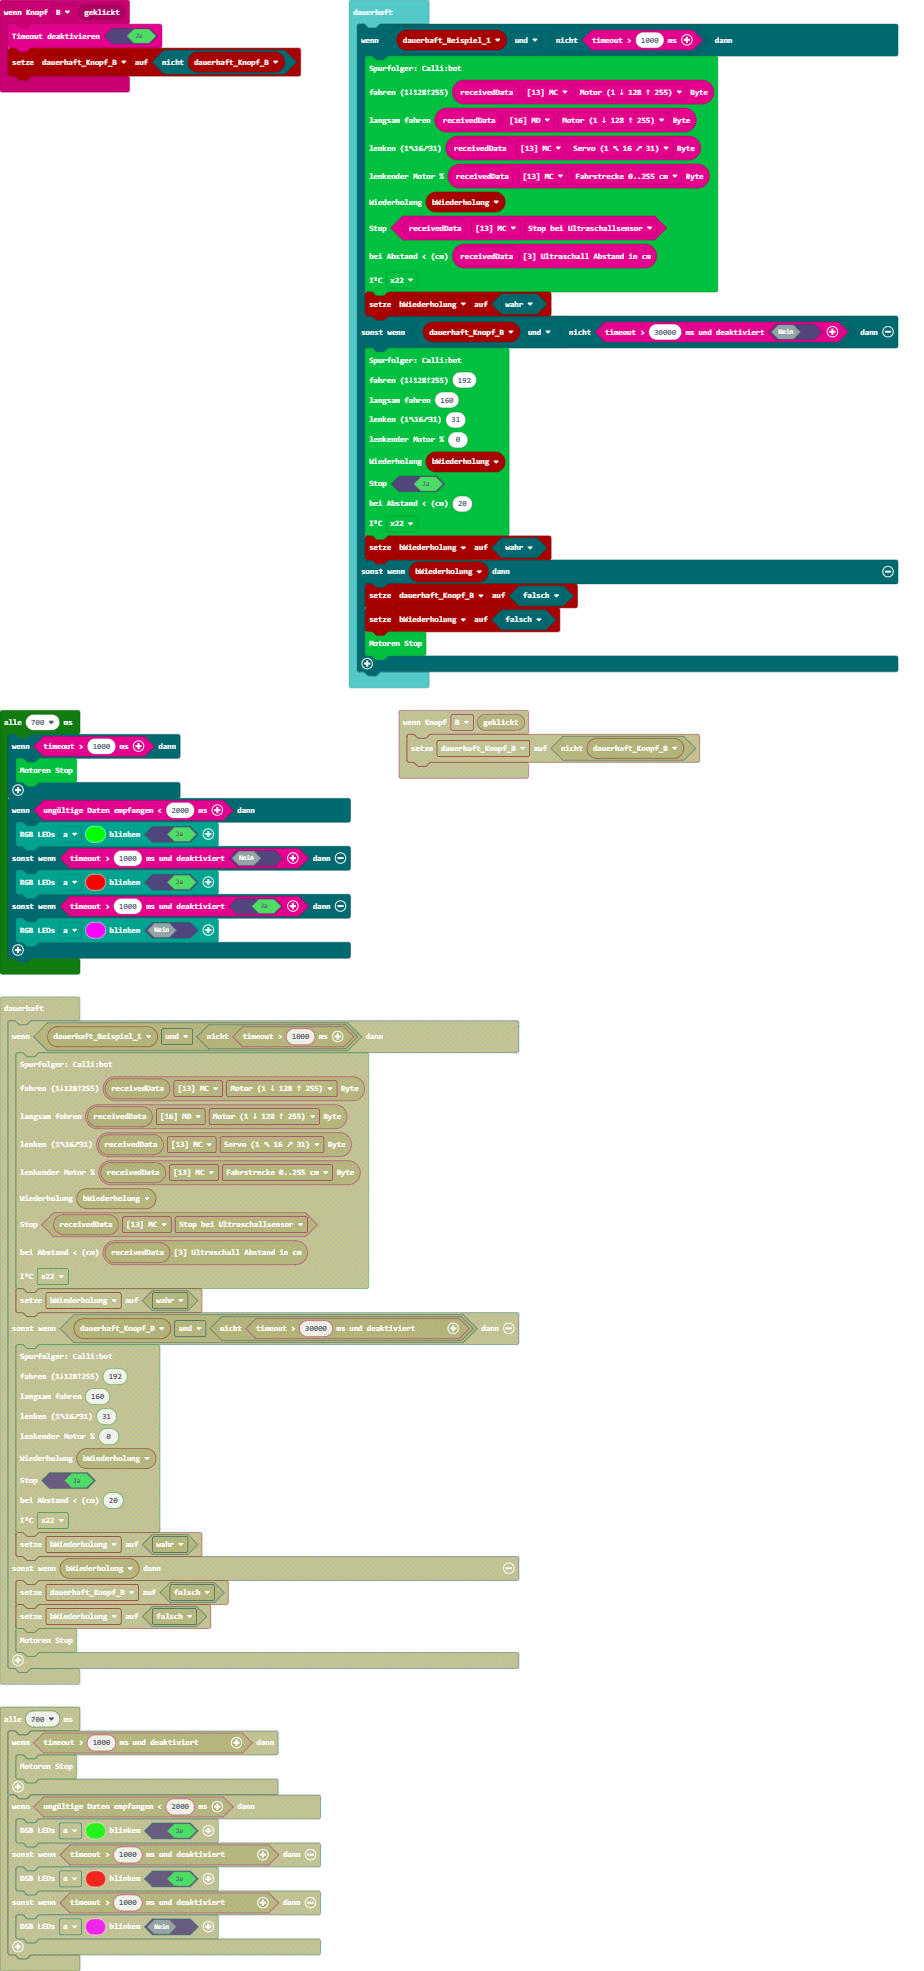 wenn Knopf B geklickt
Timeout deaktivieren Ja
setze dauerhaft_Knopf_B auf nicht dauerhaft_Knopf_B
dauerhaft
wenn dauerhaft_Beispiel_1 und nicht timeout > 1000 ms dann
Spurfolger: Calli:bot
fahren (1↓128↑255) receivedData [13] MC Motor (1 ↓ 128 ↑ 255) Byte
langsam fahren receivedData [16] MD Motor (1 ↓ 128 ↑ 255) Byte
lenken (1↖16↗31) receivedData [13] MC Servo (1 ↖ 16 ↗ 31) Byte
lenkender Motor % receivedData [13] MC Fahrstrecke 0..255 cm Byte
Wiederholung bWiederholung
Stop receivedData [13] MC Stop bei Ultraschallsensor
bei Abstand < (cm) receivedData [3] Ultraschall Abstand in cm
I²C x22
setze bWiederholung auf wahr
sonst wenn dauerhaft_Knopf_B und nicht timeout > 30000 ms und deaktiviert Nein dann
Spurfolger: Calli:bot
fahren (1↓128↑255) 192
langsam fahren 160
lenken (1↖16↗31) 31
lenkender Motor % 0
Wiederholung bWiederholung
Stop Ja
bei Abstand < (cm) 20
I²C x22
setze bWiederholung auf wahr
sonst wenn bWiederholung dann
setze dauerhaft_Knopf_B auf falsch
setze bWiederholung auf falsch
Motoren Stop
alle 700 ms
wenn timeout > 1000 ms dann
Motoren Stop
wenn ungültige Daten empfangen < 2000 ms dann
RGB LEDs a blinken Ja
sonst wenn timeout > 1000 ms und deaktiviert Nein dann
RGB LEDs a blinken Ja
sonst wenn timeout > 1000 ms und deaktiviert Ja dann
RGB LEDs a blinken Nein
wenn Knopf B geklickt
setze dauerhaft_Knopf_B auf nicht dauerhaft_Knopf_B
dauerhaft
wenn dauerhaft_Beispiel_1 und nicht timeout > 1000 ms dann
Spurfolger: Calli:bot
fahren (1↓128↑255) receivedData [13] MC Motor (1 ↓ 128 ↑ 255) Byte
langsam fahren receivedData [16] MD Motor (1 ↓ 128 ↑ 255) Byte
lenken (1↖16↗31) receivedData [13] MC Servo (1 ↖ 16 ↗ 31) Byte
lenkender Motor % receivedData [13] MC Fahrstrecke 0..255 cm Byte
Wiederholung bWiederholung
Stop receivedData [13] MC Stop bei Ultraschallsensor
bei Abstand < (cm) receivedData [3] Ultraschall Abstand in cm
I²C x22
setze bWiederholung auf wahr
sonst wenn dauerhaft_Knopf_B und nicht timeout > 30000 ms und deaktiviert dann
Spurfolger: Calli:bot
fahren (1↓128↑255) 192
langsam fahren 160
lenken (1↖16↗31) 31
lenkender Motor % 0
Wiederholung bWiederholung
Stop Ja
bei Abstand < (cm) 20
I²C x22
setze bWiederholung auf wahr
sonst wenn bWiederholung dann
setze dauerhaft_Knopf_B auf falsch
setze bWiederholung auf falsch
Motoren Stop
alle 700 ms
wenn timeout > 1000 ms und deaktiviert dann
Motoren Stop
wenn ungültige Daten empfangen < 2000 ms dann
RGB LEDs a blinken Ja
sonst wenn timeout > 1000 ms und deaktiviert dann
RGB LEDs a blinken Ja
sonst wenn timeout > 1000 ms und deaktiviert dann
RGB LEDs a blinken Nein